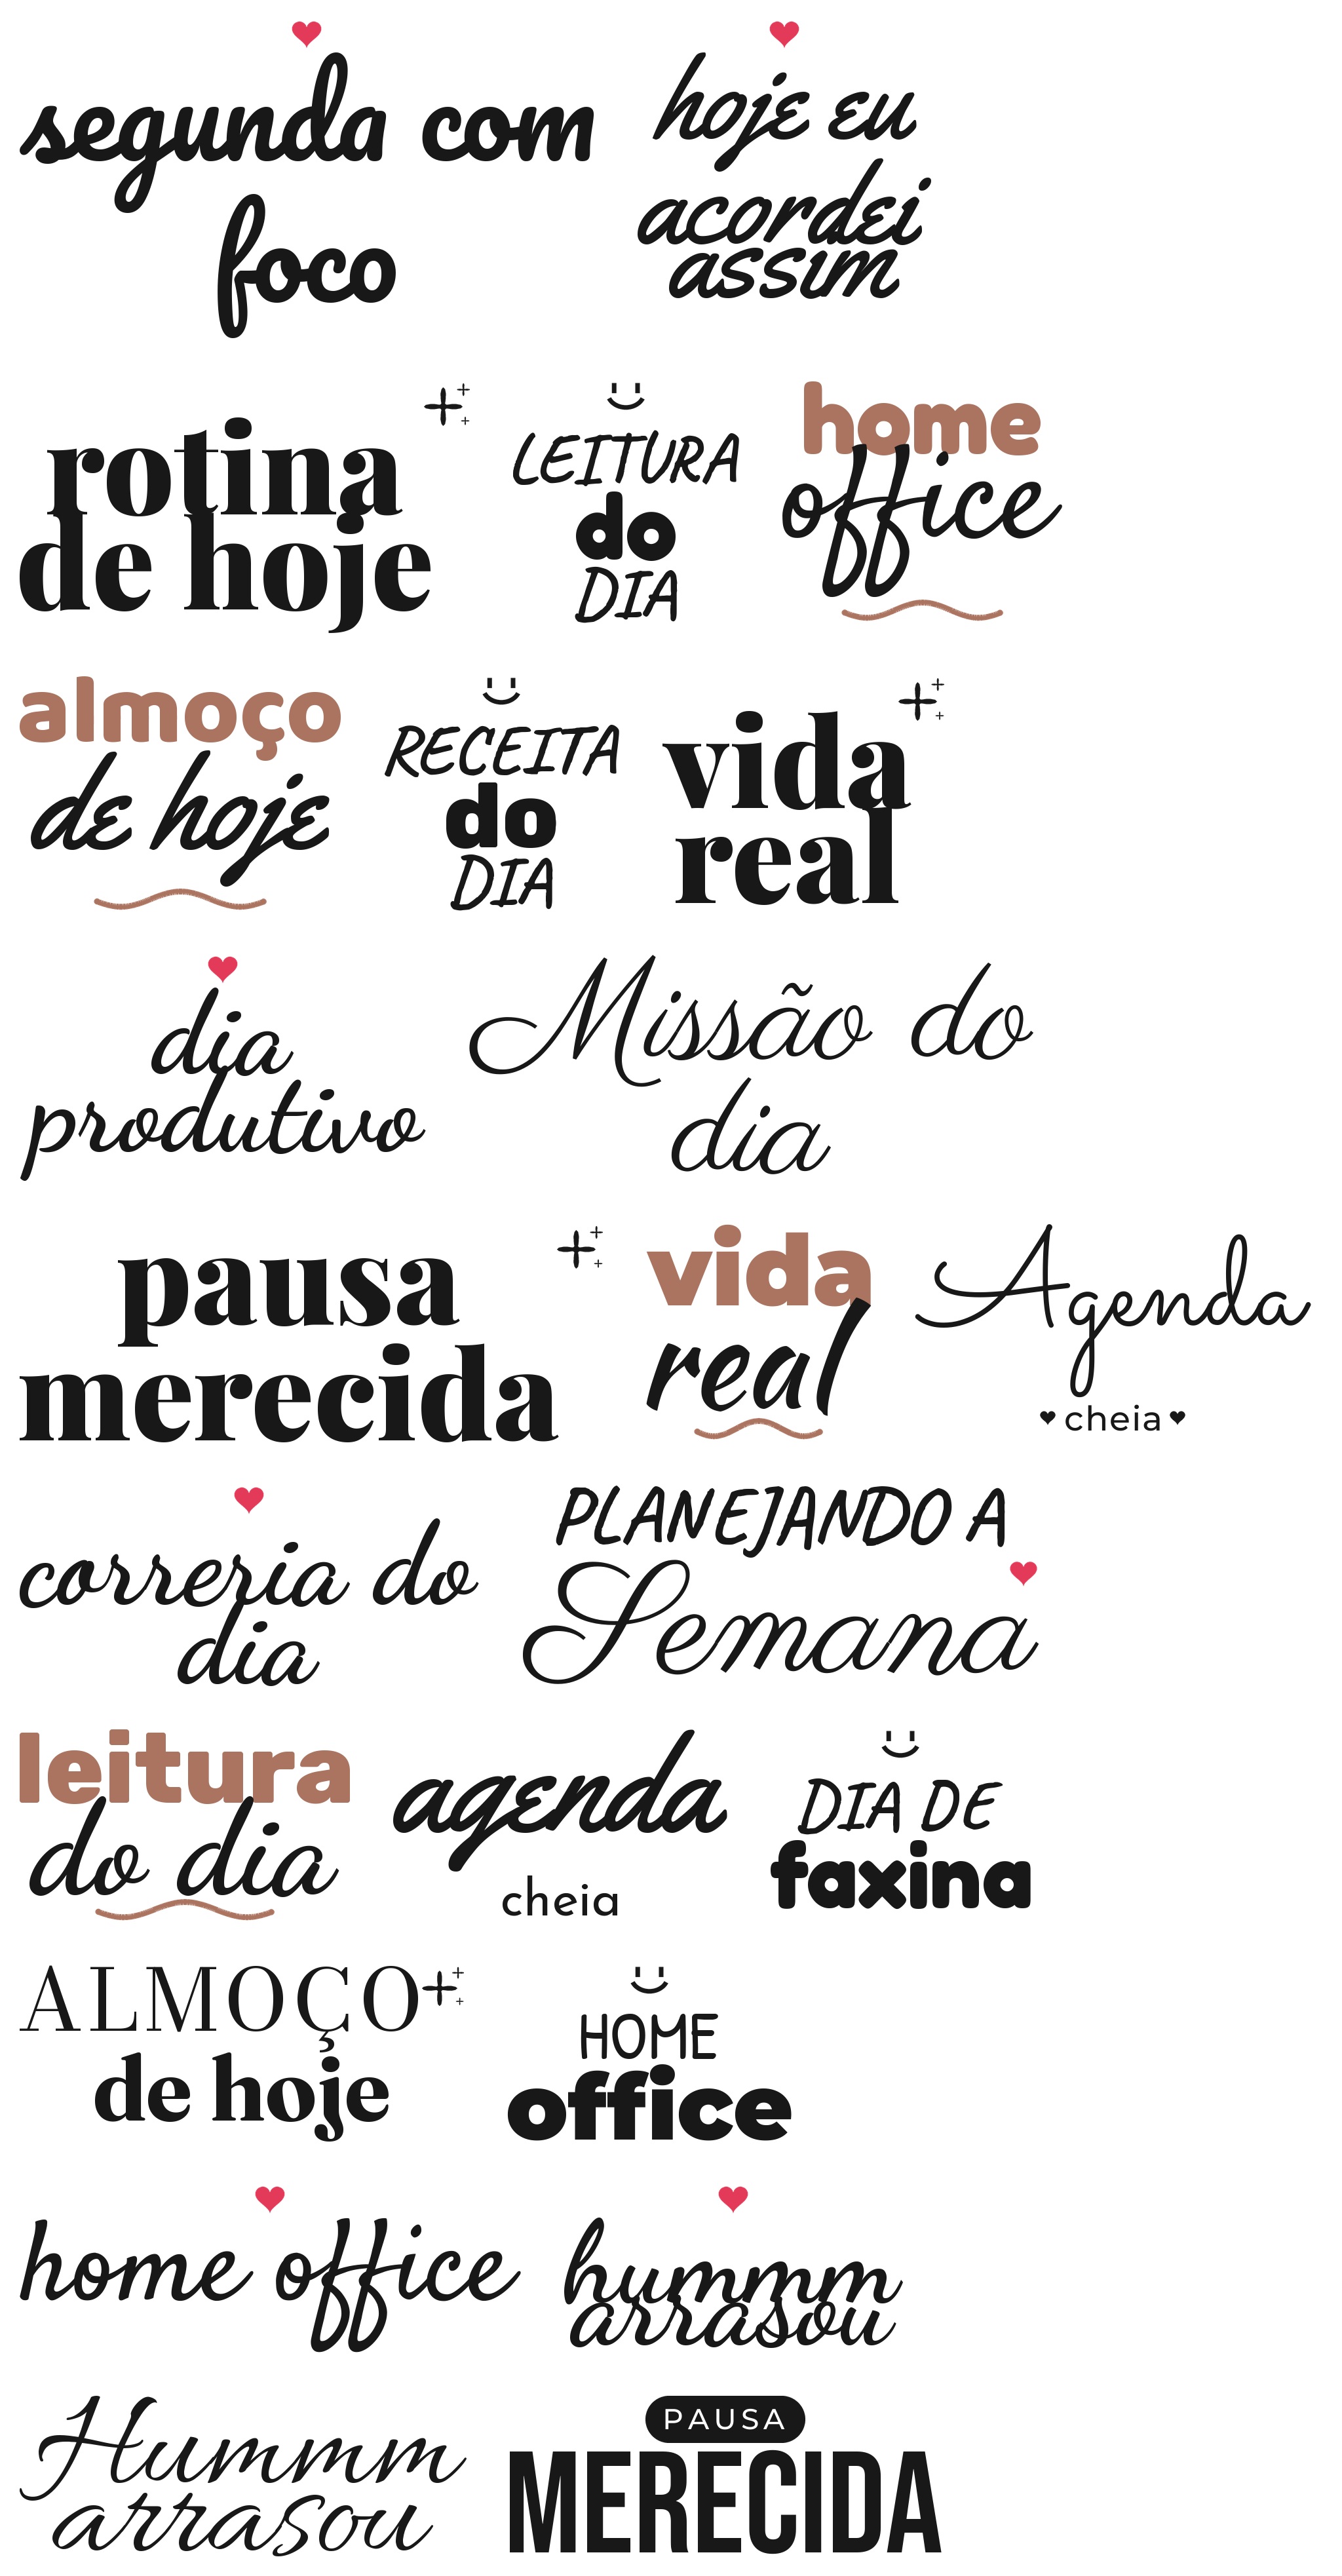 segunda com
foco
hoje eu
acordei
assim
rotina
de hoje
LEITURA
do
DIA
home
office
almoço
de hoje
RECEITA
do
DIA
vida
real
dia
produtivo
Missão do
dia
pausa
merecida
vida
real
Agenda
cheia
correria do
dia
PLANEJANDO A
Semana
leitura
do dia
agenda
cheia
DIA DE
faxina
ALMOÇO
de hoje
HOME
office
home office
hummm
arrasou
Hummm
arrasou
PAUSA
MERECIDA